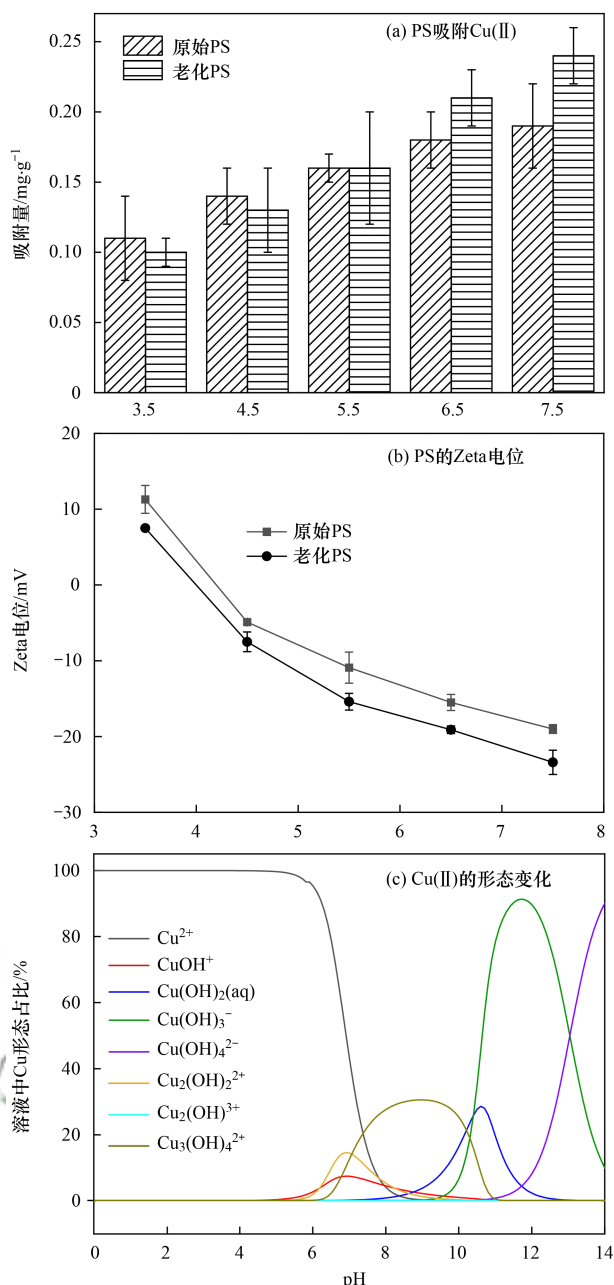 (a) PS吸附Cu(Ⅱ)
原始PS
老化PS
吸附量/mg·g⁻¹
0.25
0.20
0.15
0.10
0.05
0
3.5 4.5 5.5 6.5 7.5
(b) PS的Zeta电位
原始PS
老化PS
Zeta电位/mV
20
10
0
−10
−20
−30
3 4 5 6 7 8
(c) Cu(Ⅱ)的形态变化
Cu²⁺
CuOH⁺
Cu(OH)₂(aq)
Cu(OH)₃⁻
Cu(OH)₄²⁻
Cu₂(OH)₂²⁺
Cu₂(OH)³⁺
Cu₃(OH)₄²⁺
溶液中Cu形态占比/%
100
80
60
40
20
0
0 2 4 6 8 10 12 14
pH